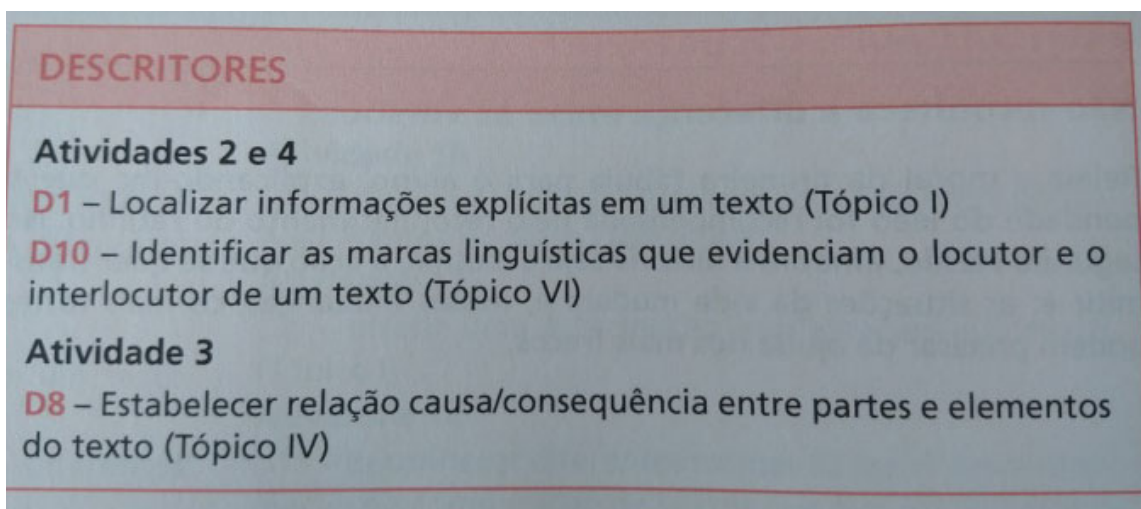 DESCRITORES
Atividades 2 e 4
D1 – Localizar informações explícitas em um texto (Tópico I)
D10 – Identificar as marcas linguísticas que evidenciam o locutor e o
interlocutor de um texto (Tópico VI)
Atividade 3
D8 – Estabelecer relação causa/consequência entre partes e elementos
do texto (Tópico IV)